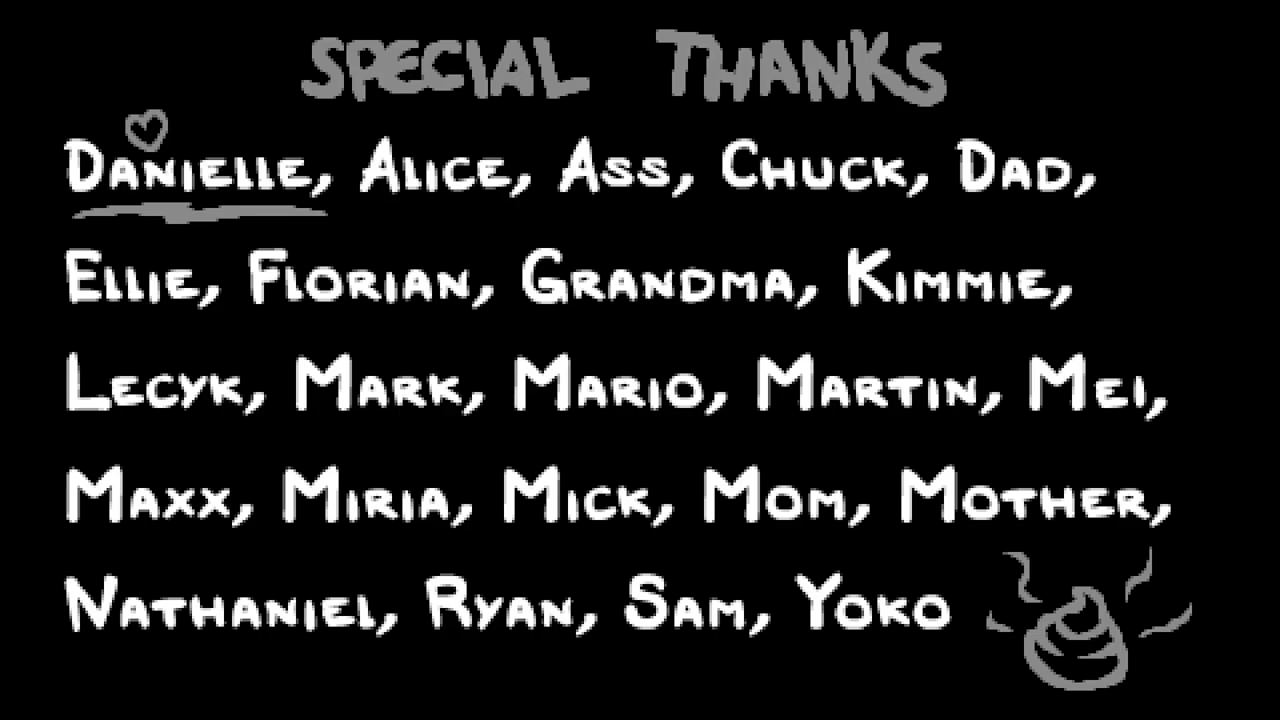 SPECIAL THANKS
DANIELLE, ALICE, ASS, CHUCK, DAD,
ELLIE, FLORIAN, GRANDMA, KIMMIE,
LECYK, MARK, MARIO, MARTIN, MEI,
MAXX, MIRIA, MICK, MOM, MOTHER,
NATHANIEL, RYAN, SAM, YOKO